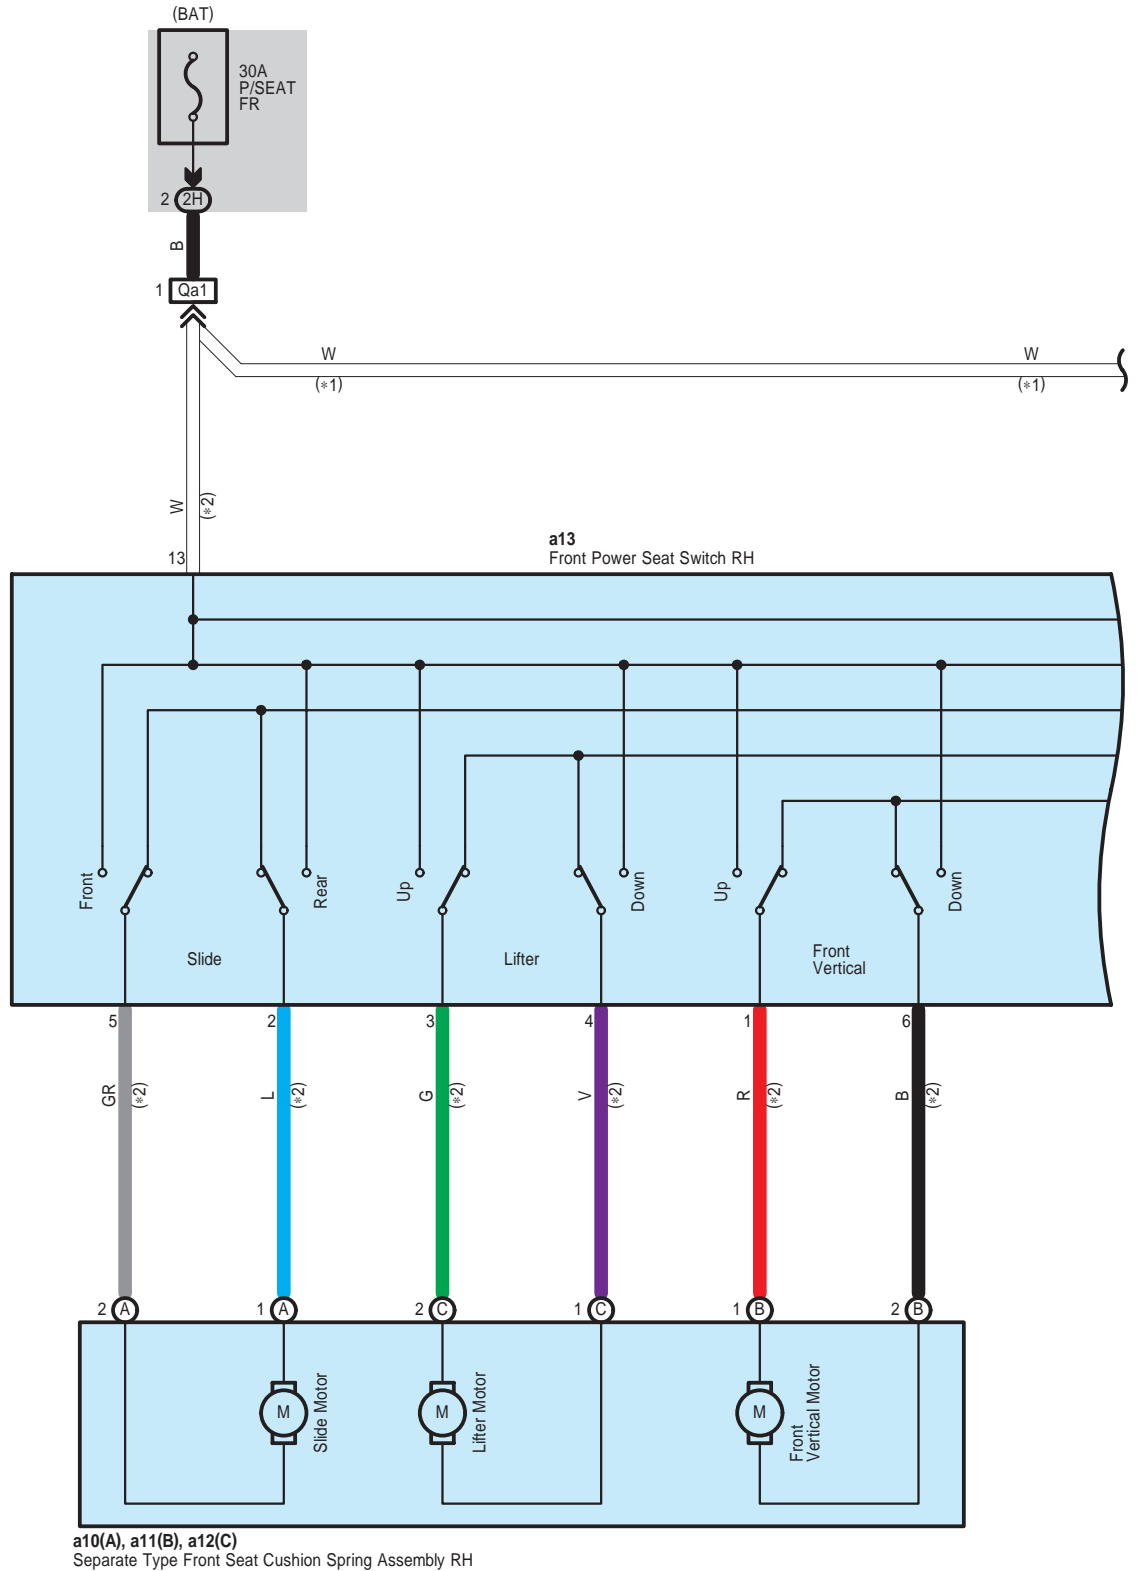 (BAT)
30A
P/SEAT
FR
2 2H
B
1 Qa1
W W
(*1) (*1)
W (*2)
a13
13 Front Power Seat Switch RH
Front Rear Up Down Up Down
Slide Lifter Front
Vertical
5 2 3 4 1 6
GR (*2) L (*2) G (*2) V (*2) R (*2) B (*2)
2 A 1 A 2 C 1 C 1 B 2 B
M Slide Motor M Lifter Motor M Front
Vertical Motor
a10(A), a11(B), a12(C)
Separate Type Front Seat Cushion Spring Assembly RH